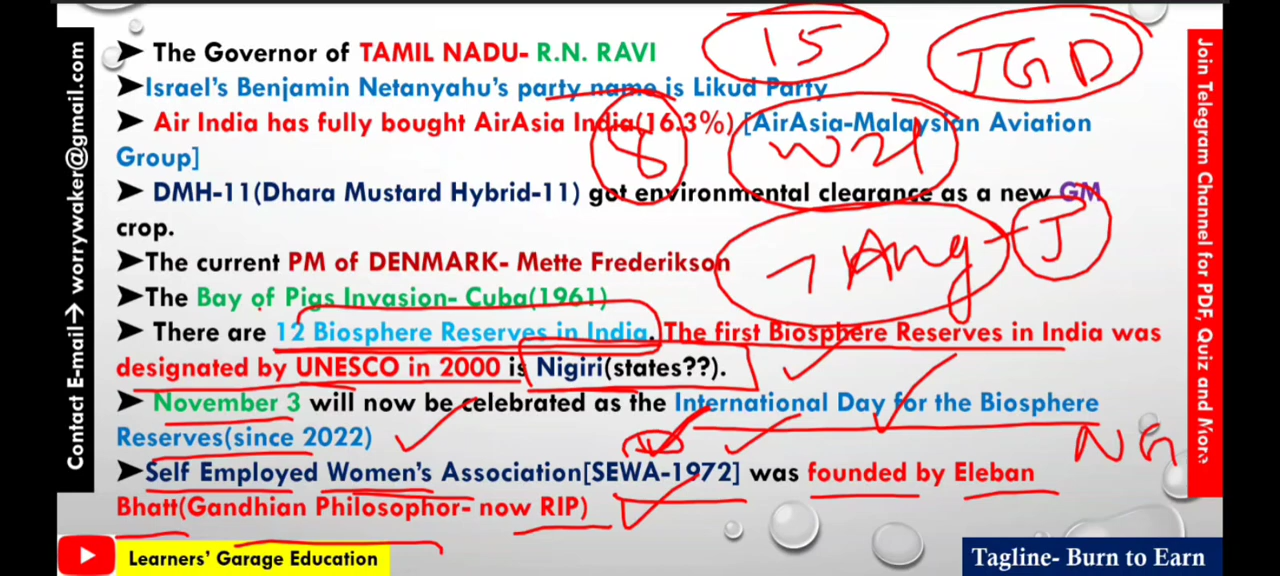 ➤ The Governor of TAMIL NADU- R.N. RAVI
15
JGD
➤Israel's Benjamin Netanyahu's party name is Likud Party
➤ Air India has fully bought AirAsia India(16.3%) [AirAsia-Malaysian Aviation
Group]
8
W21
➤ DMH-11(Dhara Mustard Hybrid-11) got environmental clearance as a new GM
crop.
7 Ang
J
➤The current PM of DENMARK- Mette Frederikson
➤The Bay of Pigs Invasion- Cuba(1961)
➤ There are 12 Biosphere Reserves in India. The first Biosphere Reserves in India was
designated by UNESCO in 2000 is Nigiri(states??).
➤ November 3 will now be celebrated as the International Day for the Biosphere
Reserves(since 2022)
➤Self Employed Women's Association[SEWA-1972] was founded by Eleban
Bhatt(Gandhian Philosophor- now RIP)
Learners' Garage Education
Tagline- Burn to Earn
Contact E-mail→ worrywaker@gmail.com
Join Telegram Channel for PDF, Quiz and More